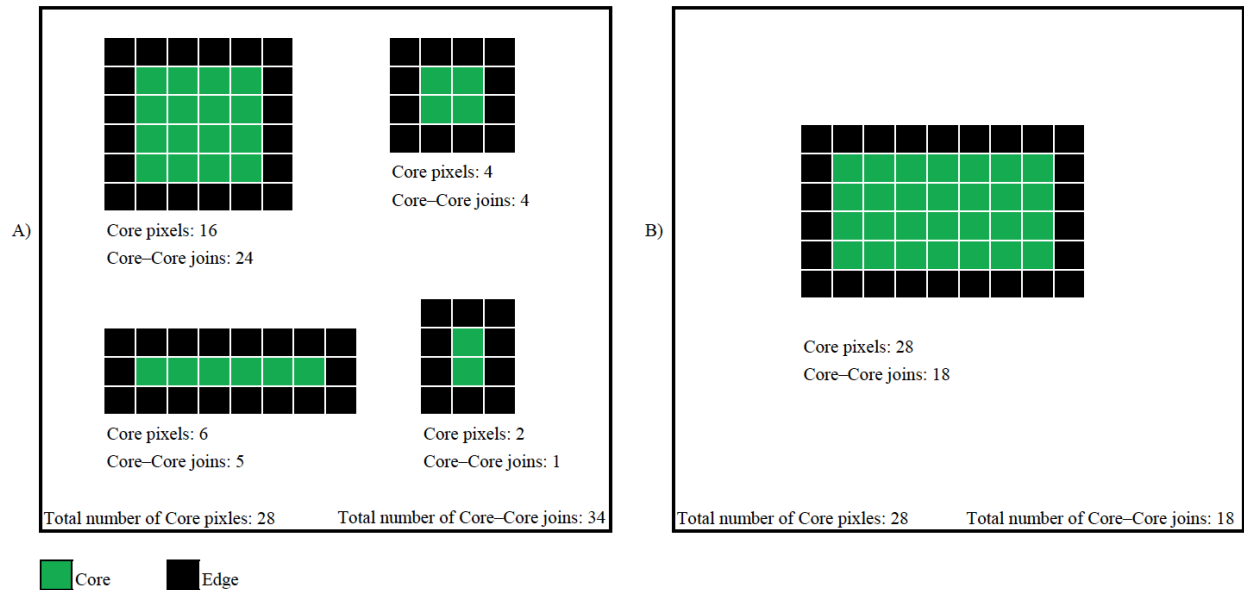 A)
Core pixels: 16
Core–Core joins: 24
Core pixels: 4
Core–Core joins: 4
Core pixels: 6
Core–Core joins: 5
Core pixels: 2
Core–Core joins: 1
Total number of Core pixles: 28
Total number of Core–Core joins: 34
B)
Core pixels: 28
Core–Core joins: 18
Total number of Core pixles: 28
Total number of Core–Core joins: 18
Core
Edge